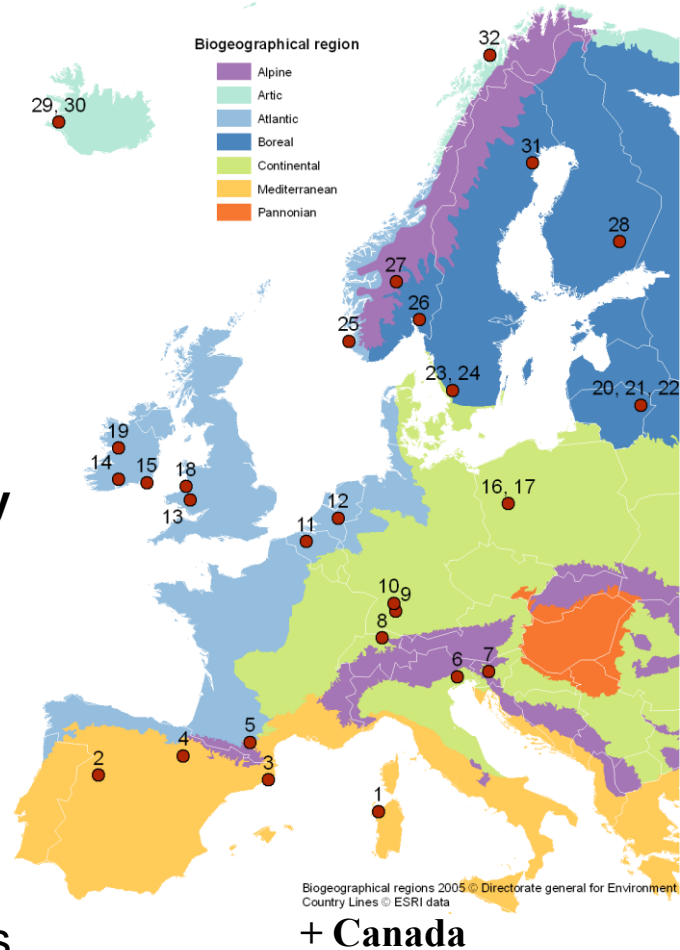 32
Biogeographical region
Alpine
Artic
Atlantic
Boreal
Continental
Mediterranean
Pannonian
29, 30
31
28
27
26
25
23, 24
20, 21, 22
19
14
15
18
13
12
11
16, 17
10
9
8
7
6
5
4
3
2
1
y
Biogeographical regions 2005 © Directorate general for Environment
Country Lines © ESRI data
s
+ Canada